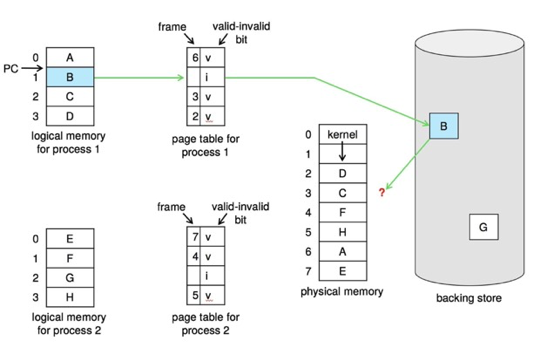 frame valid-invalid bit
PC
0 A
1 B
2 C
3 D
logical memory
for process 1
6 v
i
3 v
2 v
page table for
process 1
0 kernel
1
2 D
3 C
4 F
5 H
6 A
7 E
physical memory
?
B
G
backing store
frame valid-invalid bit
0 E
1 F
2 G
3 H
logical memory
for process 2
7 v
4 v
i
5 v
page table for
process 2